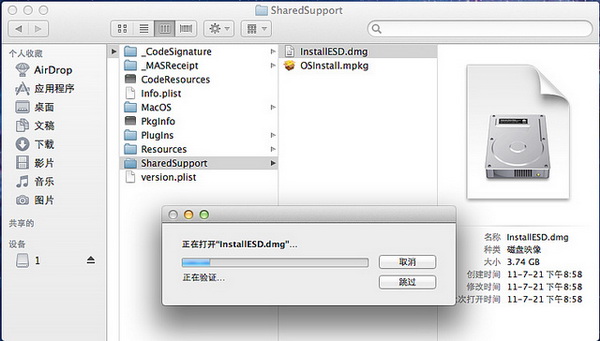 SharedSupport
个人收藏
AirDrop
应用程序
桌面
文稿
下载
影片
音乐
图片
共享的
设备
1
_CodeSignature
_MASReceipt
CodeResources
Info.plist
MacOS
PkgInfo
PlugIns
Resources
SharedSupport
version.plist
InstallESD.dmg
OSInstall.mpkg
正在打开“InstallESD.dmg”...
正在验证...
取消
跳过
名称 InstallESD.dmg
种类 磁盘映像
大小 3.74 GB
创建时间 11-7-21 下午8:58
修改时间 11-7-21 下午8:58
次打开时间 11-7-21 下午8:58